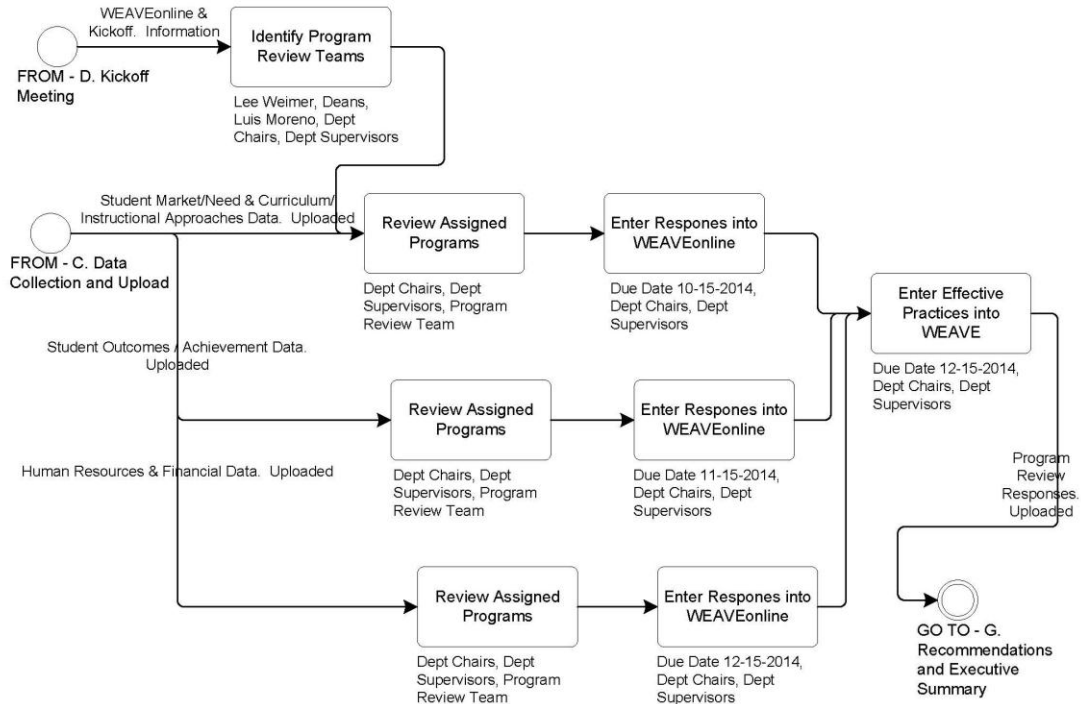 WEAVEonline &
Kickoff.  Information
Identify Program
Review Teams
FROM - D. Kickoff
Meeting
Lee Weimer, Deans,
Luis Moreno, Dept
Chairs, Dept Supervisors
Student Market/Need & Curriculum/
Instructional Approaches Data.  Uploaded
FROM - C. Data
Collection and Upload
Review Assigned
Programs
Dept Chairs, Dept
Supervisors, Program
Review Team
Enter Respones into
WEAVEonline
Due Date 10-15-2014,
Dept Chairs, Dept
Supervisors
Enter Effective
Practices into
WEAVE
Due Date 12-15-2014,
Dept Chairs, Dept
Supervisors
Student Outcomes / Achievement Data.
Uploaded
Review Assigned
Programs
Dept Chairs, Dept
Supervisors, Program
Review Team
Enter Respones into
WEAVEonline
Due Date 11-15-2014,
Dept Chairs, Dept
Supervisors
Human Resources & Financial Data.  Uploaded
Review Assigned
Programs
Dept Chairs, Dept
Supervisors, Program
Review Team
Enter Respones into
WEAVEonline
Due Date 12-15-2014,
Dept Chairs, Dept
Supervisors
Program
Review
Responses.
Uploaded
GO TO - G.
Recommendations
and Executive
Summary